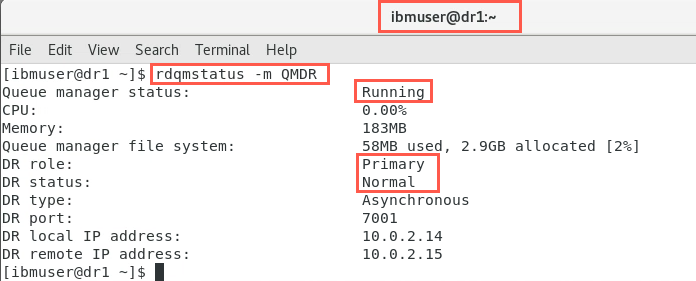 ibmuser@dr1:~
File Edit View Search Terminal Help
[ibmuser@dr1 ~]$ rdqmstatus -m QMDR
Queue manager status: Running
CPU: 0.00%
Memory: 183MB
Queue manager file system: 58MB used, 2.9GB allocated [2%]
DR role: Primary
DR status: Normal
DR type: Asynchronous
DR port: 7001
DR local IP address: 10.0.2.14
DR remote IP address: 10.0.2.15
[ibmuser@dr1 ~]$